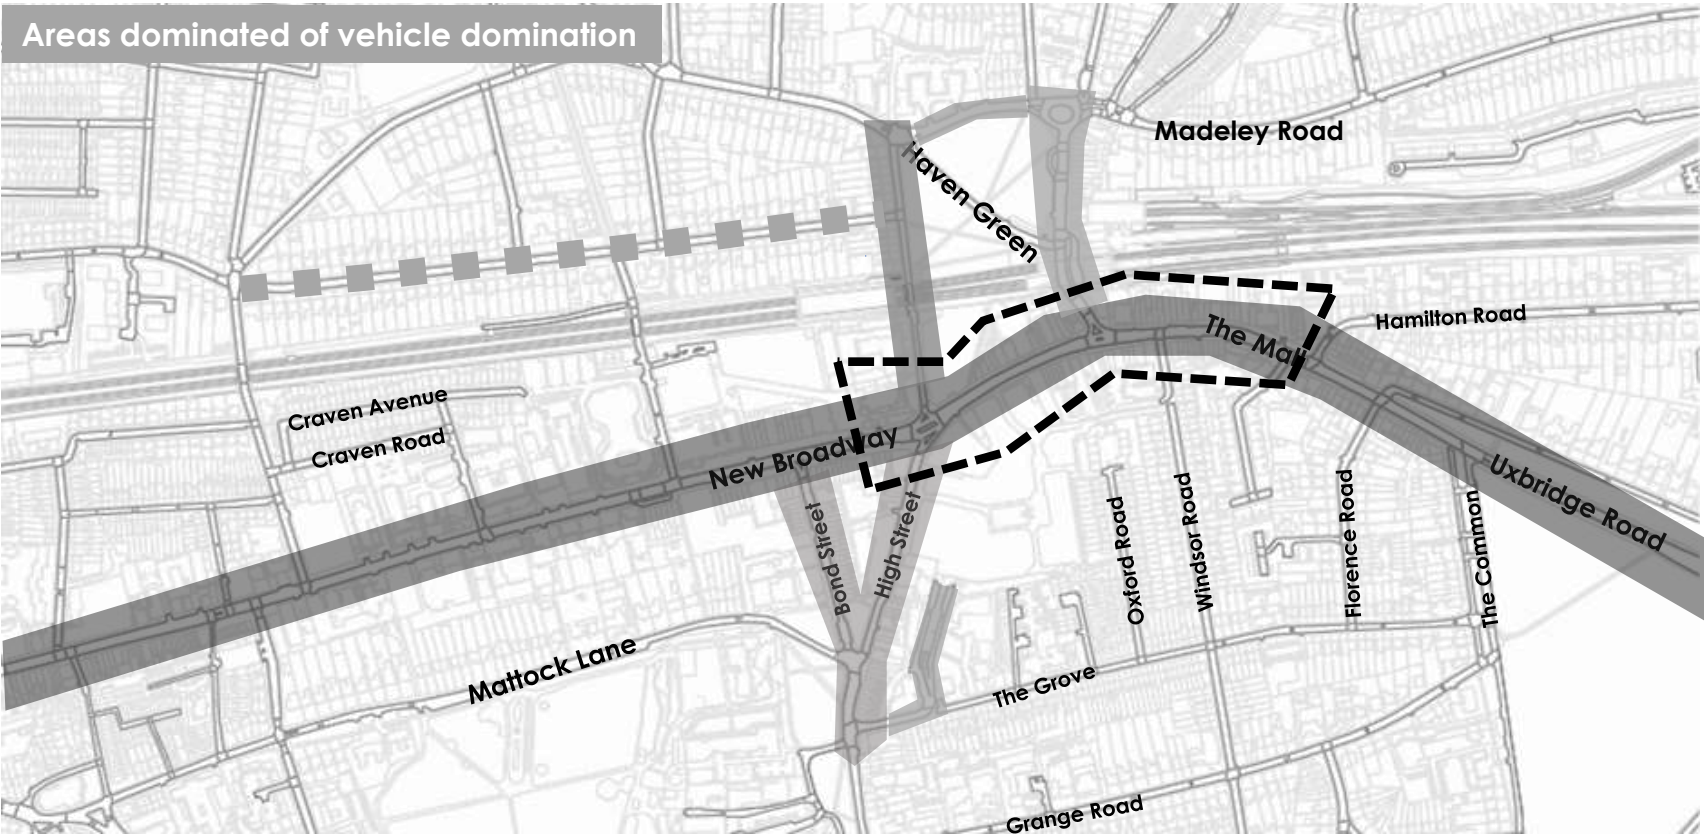 Areas dominated of vehicle domination
Madeley Road
Haven Green
Hamilton Road
The Mall
Craven Avenue
Craven Road
New Broadway
Uxbridge Road
Bond Street
High Street
Oxford Road
Windsor Road
Florence Road
The Common
Mattock Lane
The Grove
Grange Road